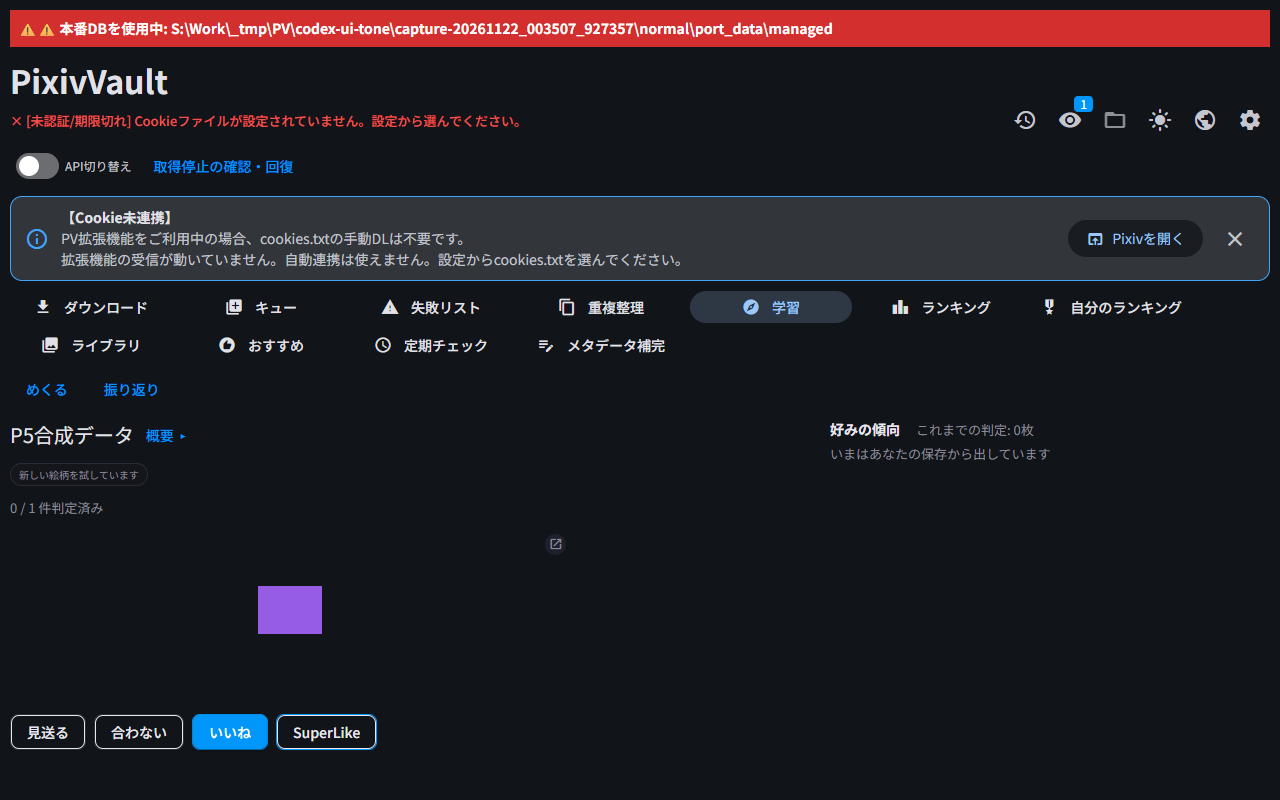 ⚠ ⚠ 本番DBを使用中: S:\Work\_tmp\PV\codex-ui-tone\capture-20261122_003507_927357\normal\port_data\managed
PixivVault
✕ [未認証/期限切れ] Cookieファイルが設定されていません。設定から選んでください。
1
API切り替え 取得停止の確認・回復
【Cookie未連携】
PV拡張機能をご利用中の場合、cookies.txtの手動DLは不要です。
拡張機能の受信が動いていません。自動連携は使えません。設定からcookies.txtを選んでください。
Pixivを開く
ダウンロード キュー 失敗リスト 重複整理 学習 ランキング 自分のランキング
ライブラリ おすすめ 定期チェック メタデータ補完
めくる 振り返り
P5合成データ 概要 ▸
新しい絵柄を試しています
0 / 1 件判定済み
好みの傾向 これまでの判定: 0枚
いまはあなたの保存から出しています
見送る 合わない いいね SuperLike